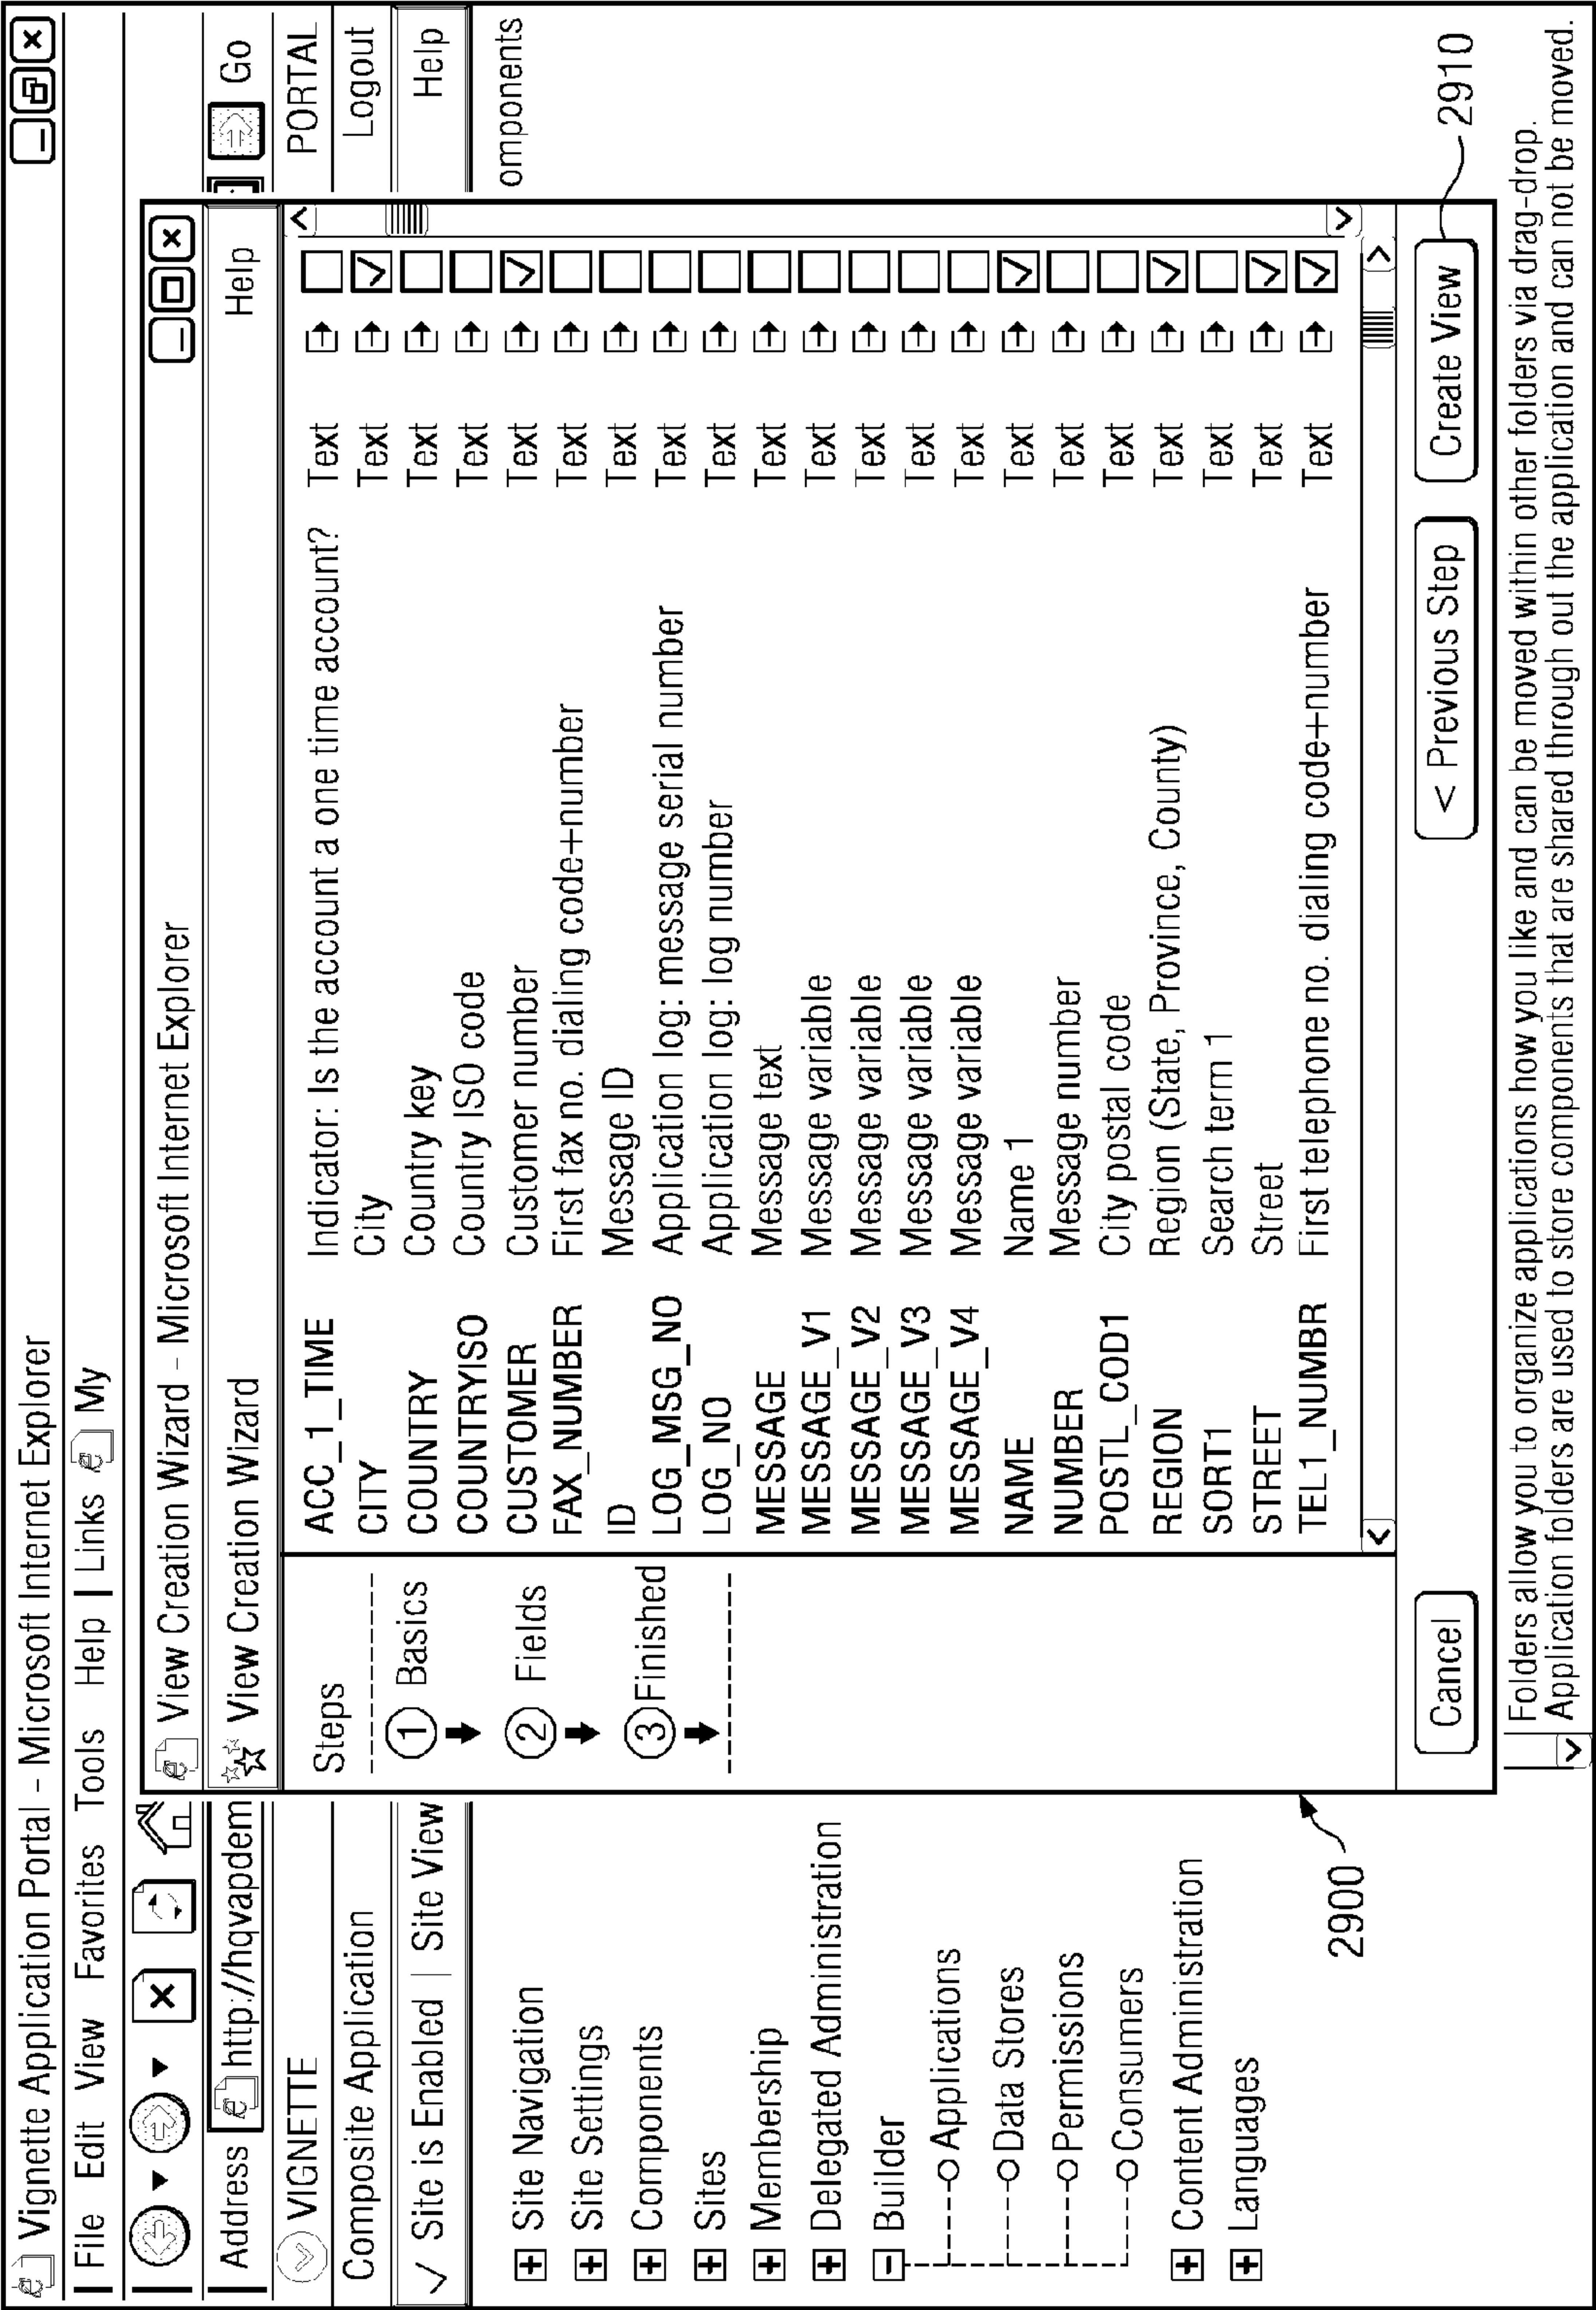 Vignette Application Portal - Microsoft Internet Explorer
File Edit View Favorites Tools Help | Links My
Address http://hqvapdem Go
VIGNETTE PORTAL
Composite Application Logout
✓ Site is Enabled | Site View Help
omponents
+ Site Navigation
+ Site Settings
+ Components
+ Sites
+ Membership
+ Delegated Administration
- Builder
Applications
Data Stores
Permissions
Consumers
+ Content Administration
+ Languages
View Creation Wizard - Microsoft Internet Explorer
View Creation Wizard Help
Steps
1 Basics
2 Fields
3 Finished
ACC_1_TIME Indicator: Is the account a one time account? Text
CITY City Text
COUNTRY Country key Text
COUNTRYISO Country ISO code Text
CUSTOMER Customer number Text
FAX_NUMBER First fax no. dialing code+number Text
ID Message ID Text
LOG_MSG_NO Application log: message serial number Text
LOG_NO Application log: log number Text
MESSAGE Message text Text
MESSAGE_V1 Message variable Text
MESSAGE_V2 Message variable Text
MESSAGE_V3 Message variable Text
MESSAGE_V4 Message variable Text
NAME Name 1 Text
NUMBER Message number Text
POSTL_COD1 City postal code Text
REGION Region (State, Province, County) Text
SORT1 Search term 1 Text
STREET Street Text
TEL1_NUMBR First telephone no. dialing code+number Text
Cancel < Previous Step Create View
2900
2910
Folders allow you to organize applications how you like and can be moved within other folders via drag-drop.
Application folders are used to store components that are shared through out the application and can not be moved.